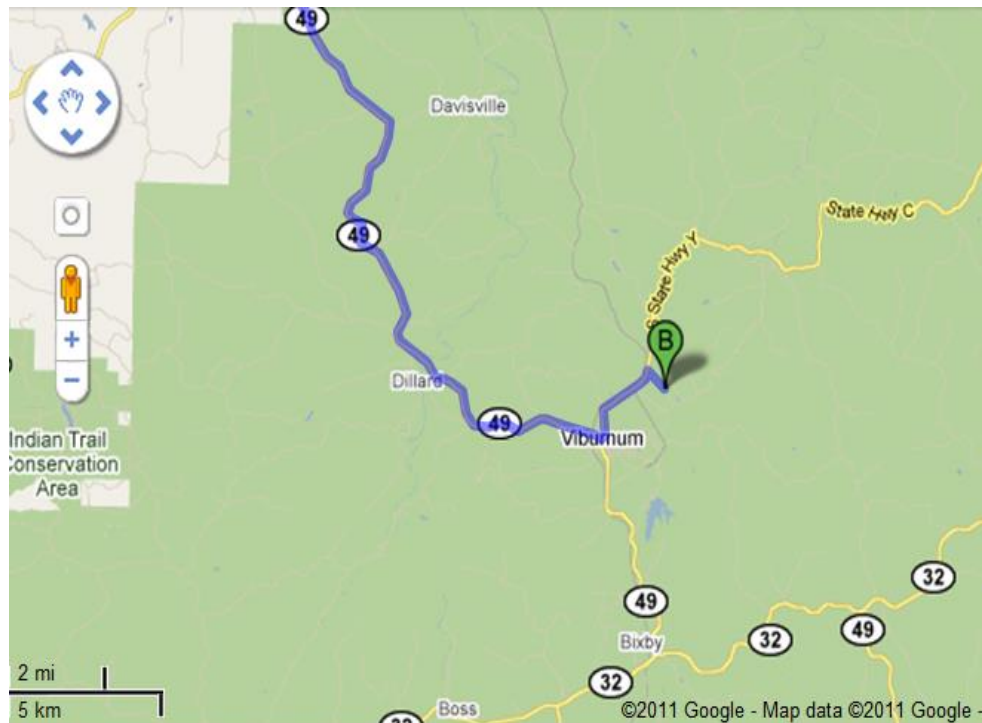 49
Davisville
State Hwy C
S State Hwy Y
49
B
Dillard
49
Viburnum
Indian Trail
Conservation
Area
32
49
Bixby
32
49
32
2 mi
5 km
Boss
32
©2011 Google - Map data ©2011 Google -